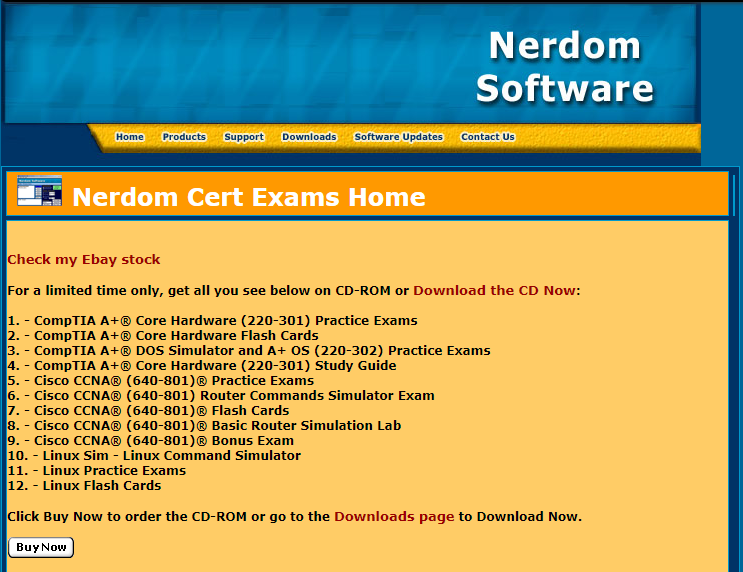 Nerdom
Software
Home Products Support Downloads Software Updates Contact Us
Nerdom Cert Exams Home
Check my Ebay stock
For a limited time only, get all you see below on CD-ROM or Download the CD Now:
1. - CompTIA A+® Core Hardware (220-301) Practice Exams
2. - CompTIA A+® Core Hardware Flash Cards
3. - CompTIA A+® DOS Simulator and A+ OS (220-302) Practice Exams
4. - CompTIA A+® Core Hardware (220-301) Study Guide
5. - Cisco CCNA® (640-801)® Practice Exams
6. - Cisco CCNA® (640-801) Router Commands Simulator Exam
7. - Cisco CCNA® (640-801)® Flash Cards
8. - Cisco CCNA® (640-801)® Basic Router Simulation Lab
9. - Cisco CCNA® (640-801)® Bonus Exam
10. - Linux Sim - Linux Command Simulator
11. - Linux Practice Exams
12. - Linux Flash Cards
Click Buy Now to order the CD-ROM or go to the Downloads page to Download Now.
Buy Now